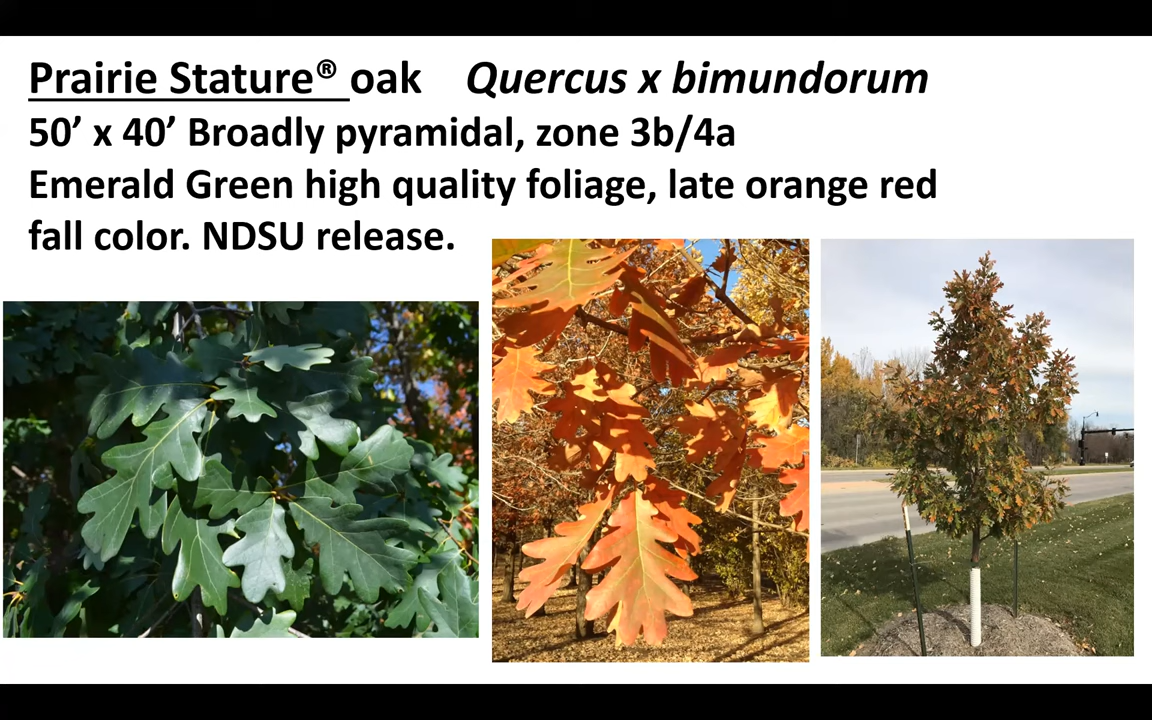 Prairie Stature® oak Quercus x bimundorum
50’ x 40’ Broadly pyramidal, zone 3b/4a
Emerald Green high quality foliage, late orange red
fall color. NDSU release.